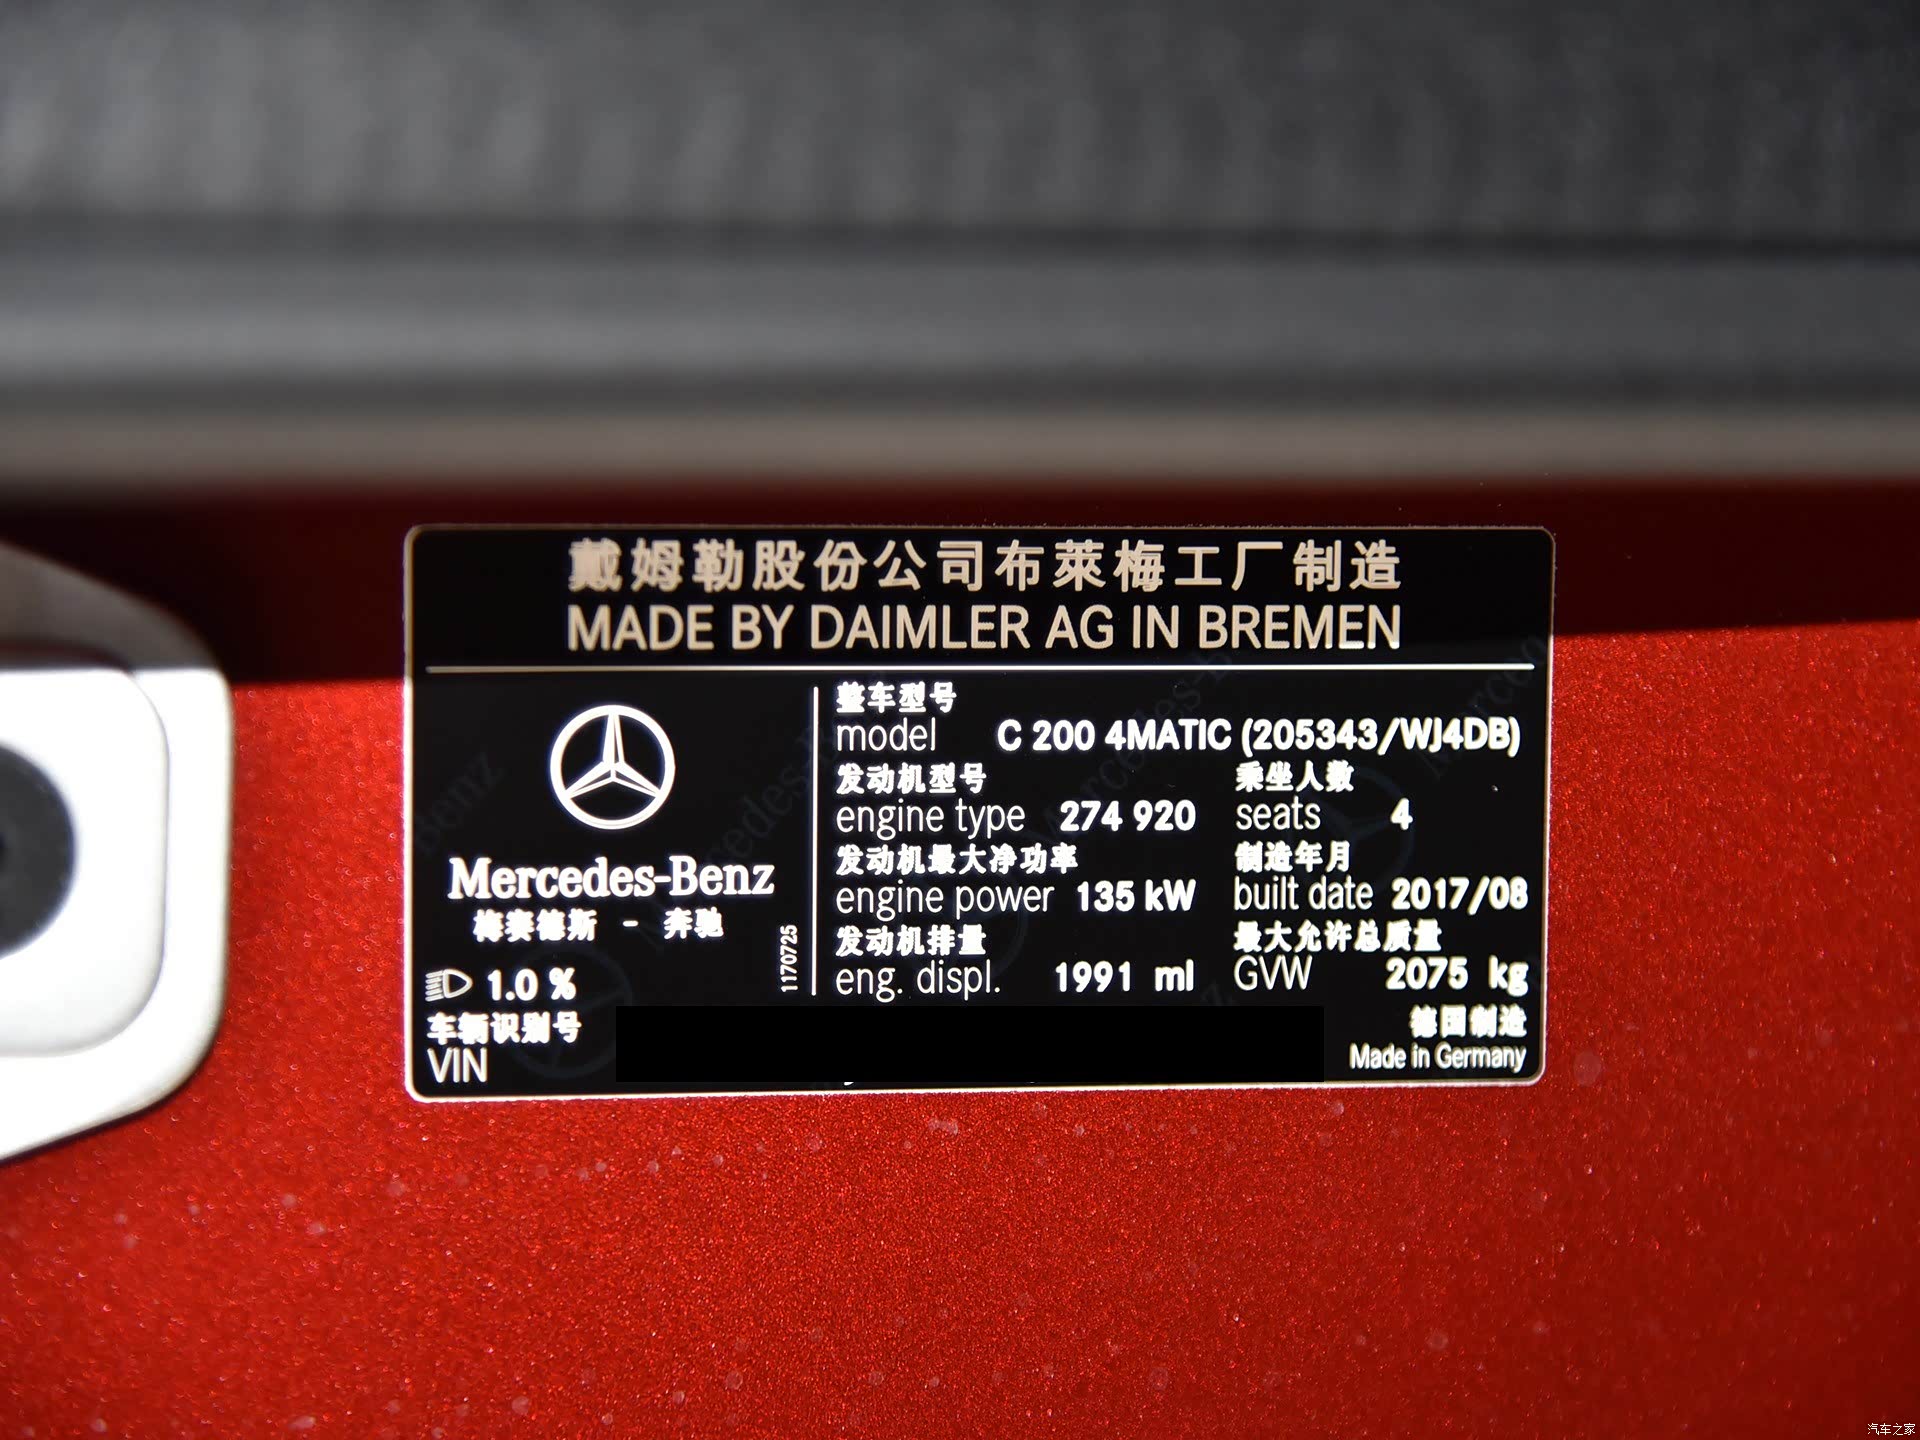 戴姆勒股份公司布萊梅工厂制造
MADE BY DAIMLER AG IN BREMEN
整车型号
model C 200 4MATIC (205343/WJ4DB)
发动机型号 乘坐人数
engine type 274 920 seats 4
发动机最大净功率 制造年月
engine power 135 kW built date 2017/08
发动机排量 最大允许总质量
eng. displ. 1991 ml GVW 2075 kg
Mercedes-Benz
梅赛德斯 - 奔驰
1170725
1.0 %
车辆识别号
VIN
德国制造
Made in Germany
汽车之家